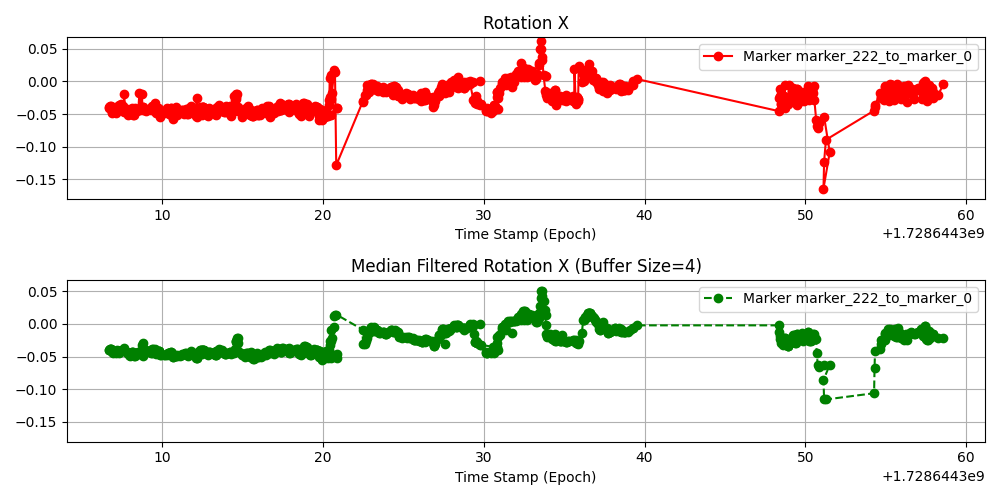 Rotation X
0.05
0.00
−0.05
−0.10
−0.15
Marker marker_222_to_marker_0
10 20 30 40 50 60
Time Stamp (Epoch)
+1.7286443e9
Median Filtered Rotation X (Buffer Size=4)
0.05
0.00
−0.05
−0.10
−0.15
Marker marker_222_to_marker_0
10 20 30 40 50 60
Time Stamp (Epoch)
+1.7286443e9